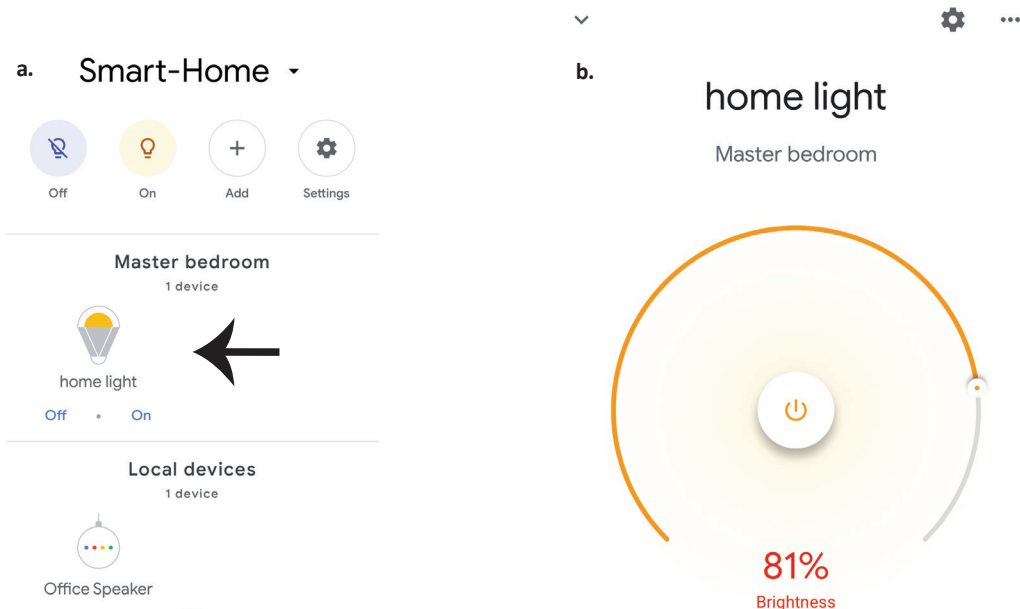 a.
Smart-Home
Off
On
Add
Settings
Master bedroom
1 device
home light
Off • On
Local devices
1 device
Office Speaker
b.
home light
Master bedroom
81%
Brightness